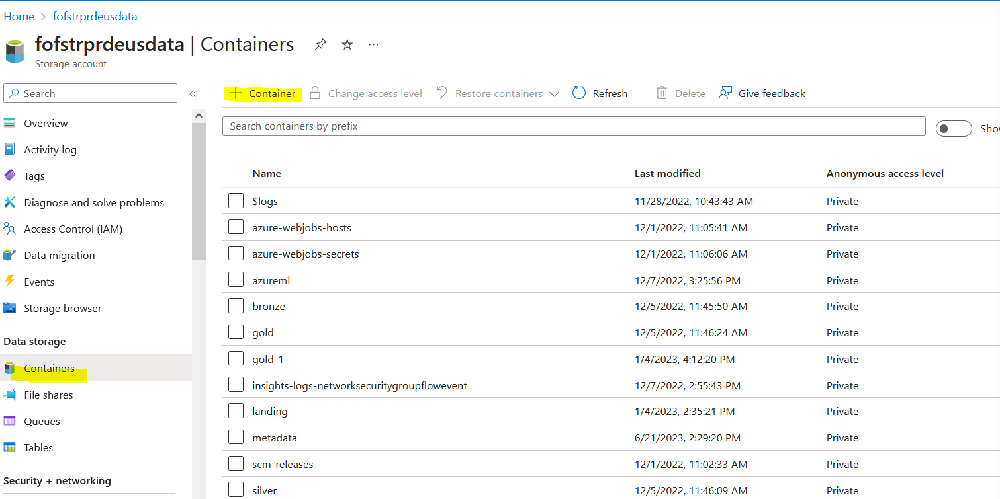 Home > fofstrprdeusdata
fofstrprdeusdata | Containers
Storage account
Search
Overview
Activity log
Tags
Diagnose and solve problems
Access Control (IAM)
Data migration
Events
Storage browser
Data storage
Containers
File shares
Queues
Tables
Security + networking
Container Change access level Restore containers Refresh Delete Give feedback
Search containers by prefix
Name Last modified Anonymous access level
$logs 11/28/2022, 10:43:43 AM Private
azure-webjobs-hosts 12/1/2022, 11:05:41 AM Private
azure-webjobs-secrets 12/1/2022, 11:06:06 AM Private
azureml 12/7/2022, 3:25:56 PM Private
bronze 12/5/2022, 11:45:50 AM Private
gold 12/5/2022, 11:46:24 AM Private
gold-1 1/4/2023, 4:12:20 PM Private
insights-logs-networksecuritygroupflowevent 12/7/2022, 2:55:43 PM Private
landing 1/4/2023, 2:35:21 PM Private
metadata 6/21/2023, 2:29:20 PM Private
scm-releases 12/1/2022, 11:02:33 AM Private
silver 12/5/2022, 11:46:09 AM Private